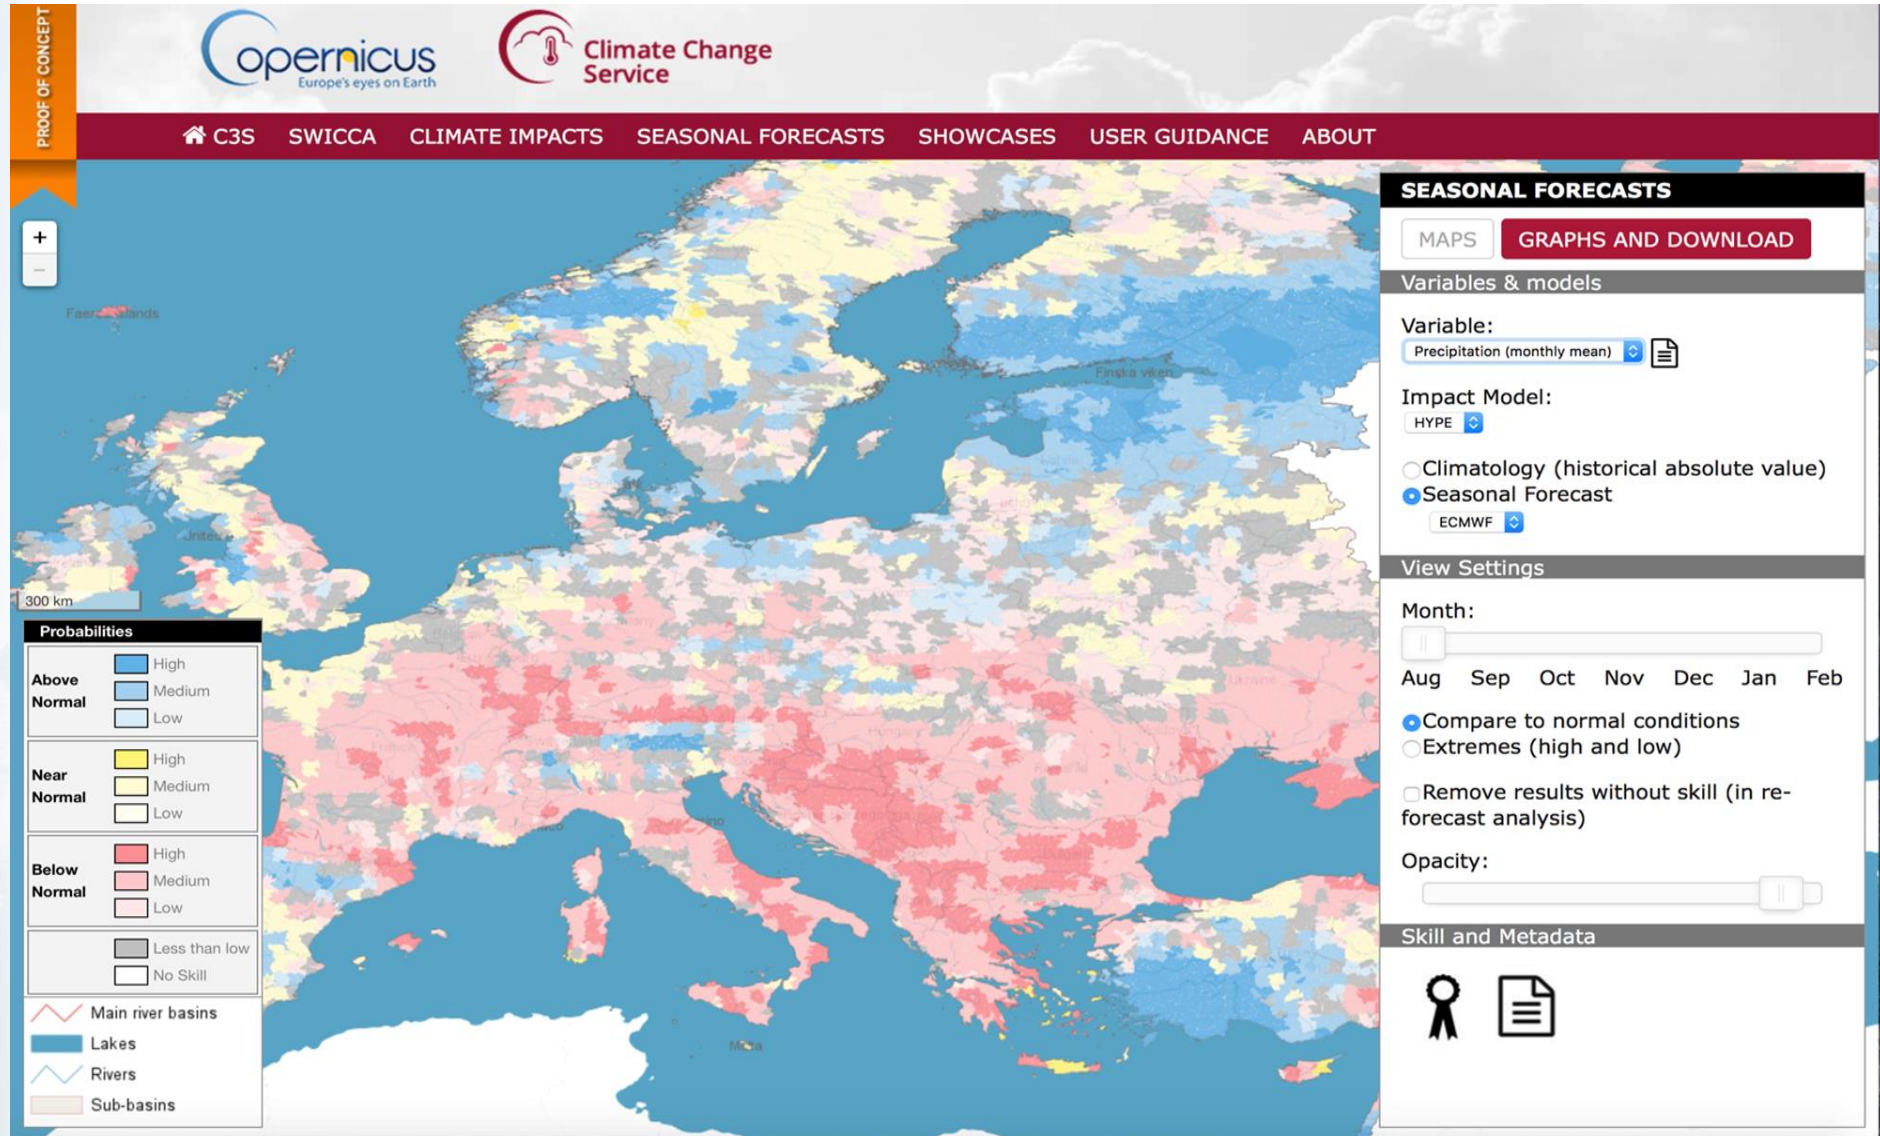 PROOF OF CONCEPT
opernicus
Europe's eyes on Earth
Climate Change
Service
C3S SWICCA CLIMATE IMPACTS SEASONAL FORECASTS SHOWCASES USER GUIDANCE ABOUT
+
−
Finska viken
300 km
Probabilities
Above
Normal
High
Medium
Low
Near
Normal
High
Medium
Low
Below
Normal
High
Medium
Low
Less than low
No Skill
Main river basins
Lakes
Rivers
Sub-basins
SEASONAL FORECASTS
MAPS GRAPHS AND DOWNLOAD
Variables & models
Variable:
Precipitation (monthly mean)
Impact Model:
HYPE
Climatology (historical absolute value)
Seasonal Forecast
ECMWF
View Settings
Month:
Aug Sep Oct Nov Dec Jan Feb
Compare to normal conditions
Extremes (high and low)
Remove results without skill (in re-
forecast analysis)
Opacity:
Skill and Metadata